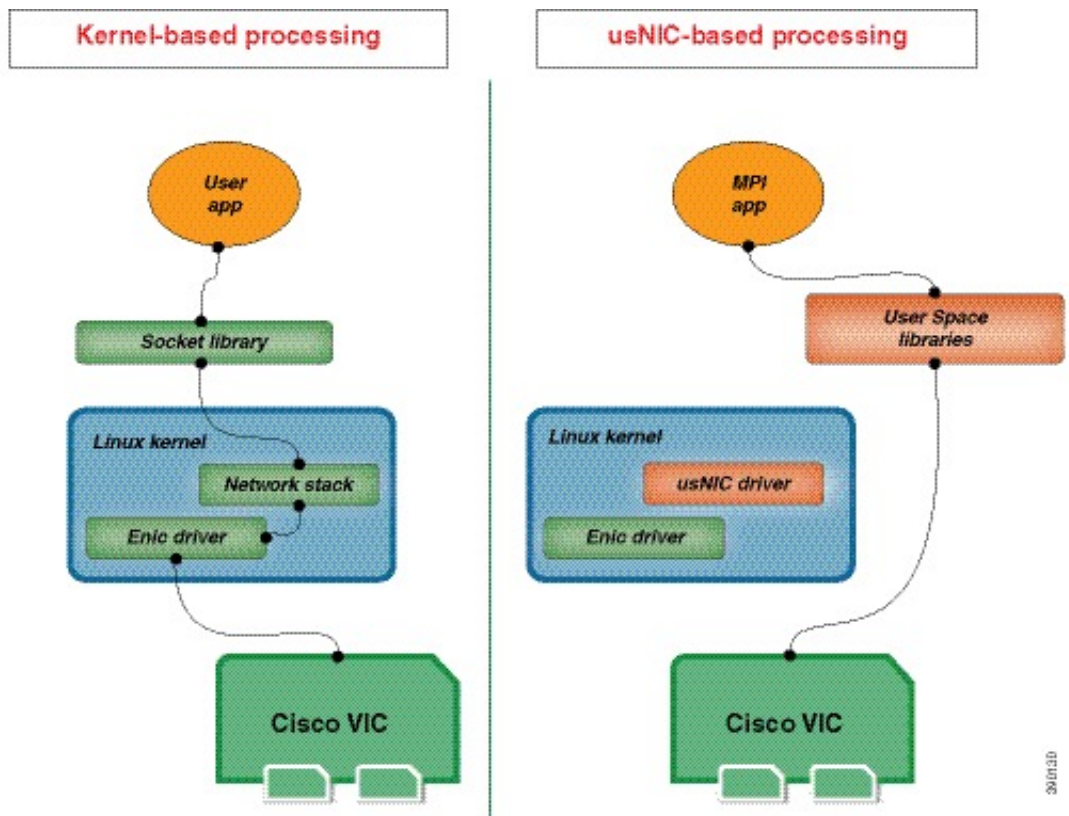 Kernel-based processing
User
app
Socket library
Linux kernel
Network stack
Enic driver
Cisco VIC
usNIC-based processing
MPI
app
User Space
libraries
Linux kernel
usNIC driver
Enic driver
Cisco VIC